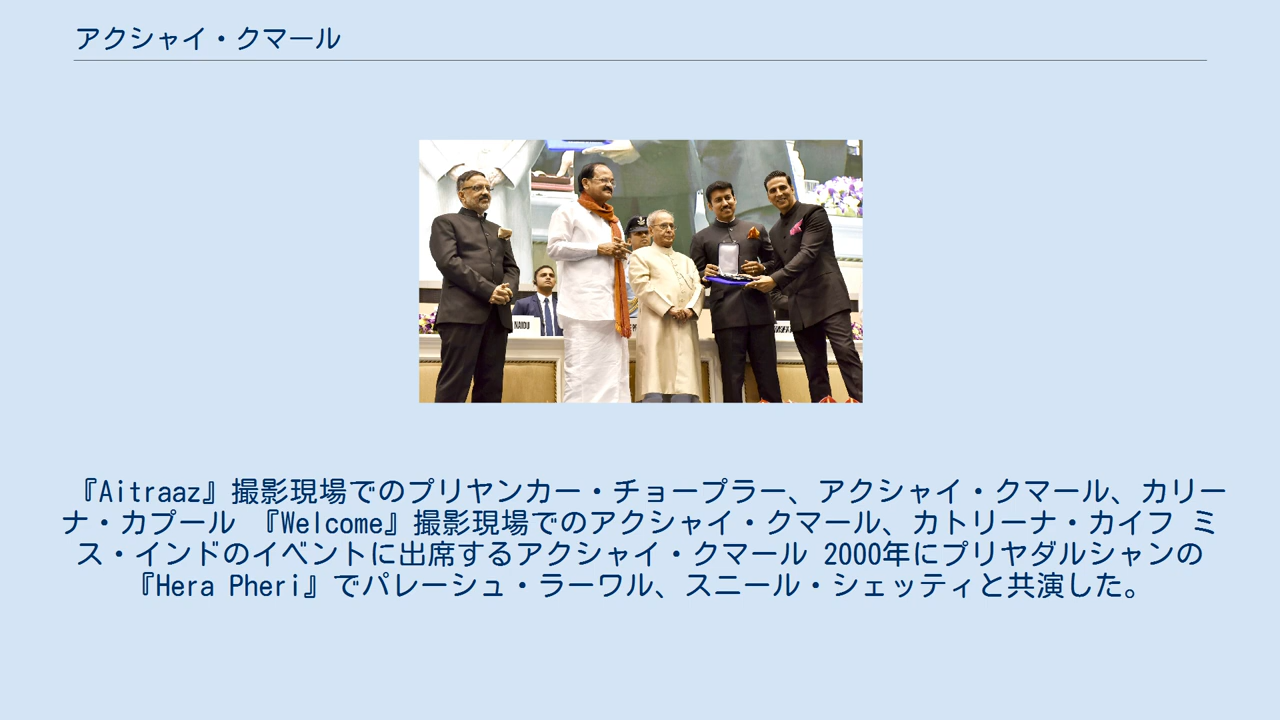 アクシャイ・クマール
NAIDU
『Aitraaz』撮影現場でのプリヤンカー・チョープラー、アクシャイ・クマール、カリー
ナ・カプール 『Welcome』撮影現場でのアクシャイ・クマール、カトリーナ・カイフ ミ
ス・インドのイベントに出席するアクシャイ・クマール 2000年にプリヤダルシャンの
『Hera Pheri』でパレーシュ・ラーワル、スニール・シェッティと共演した。